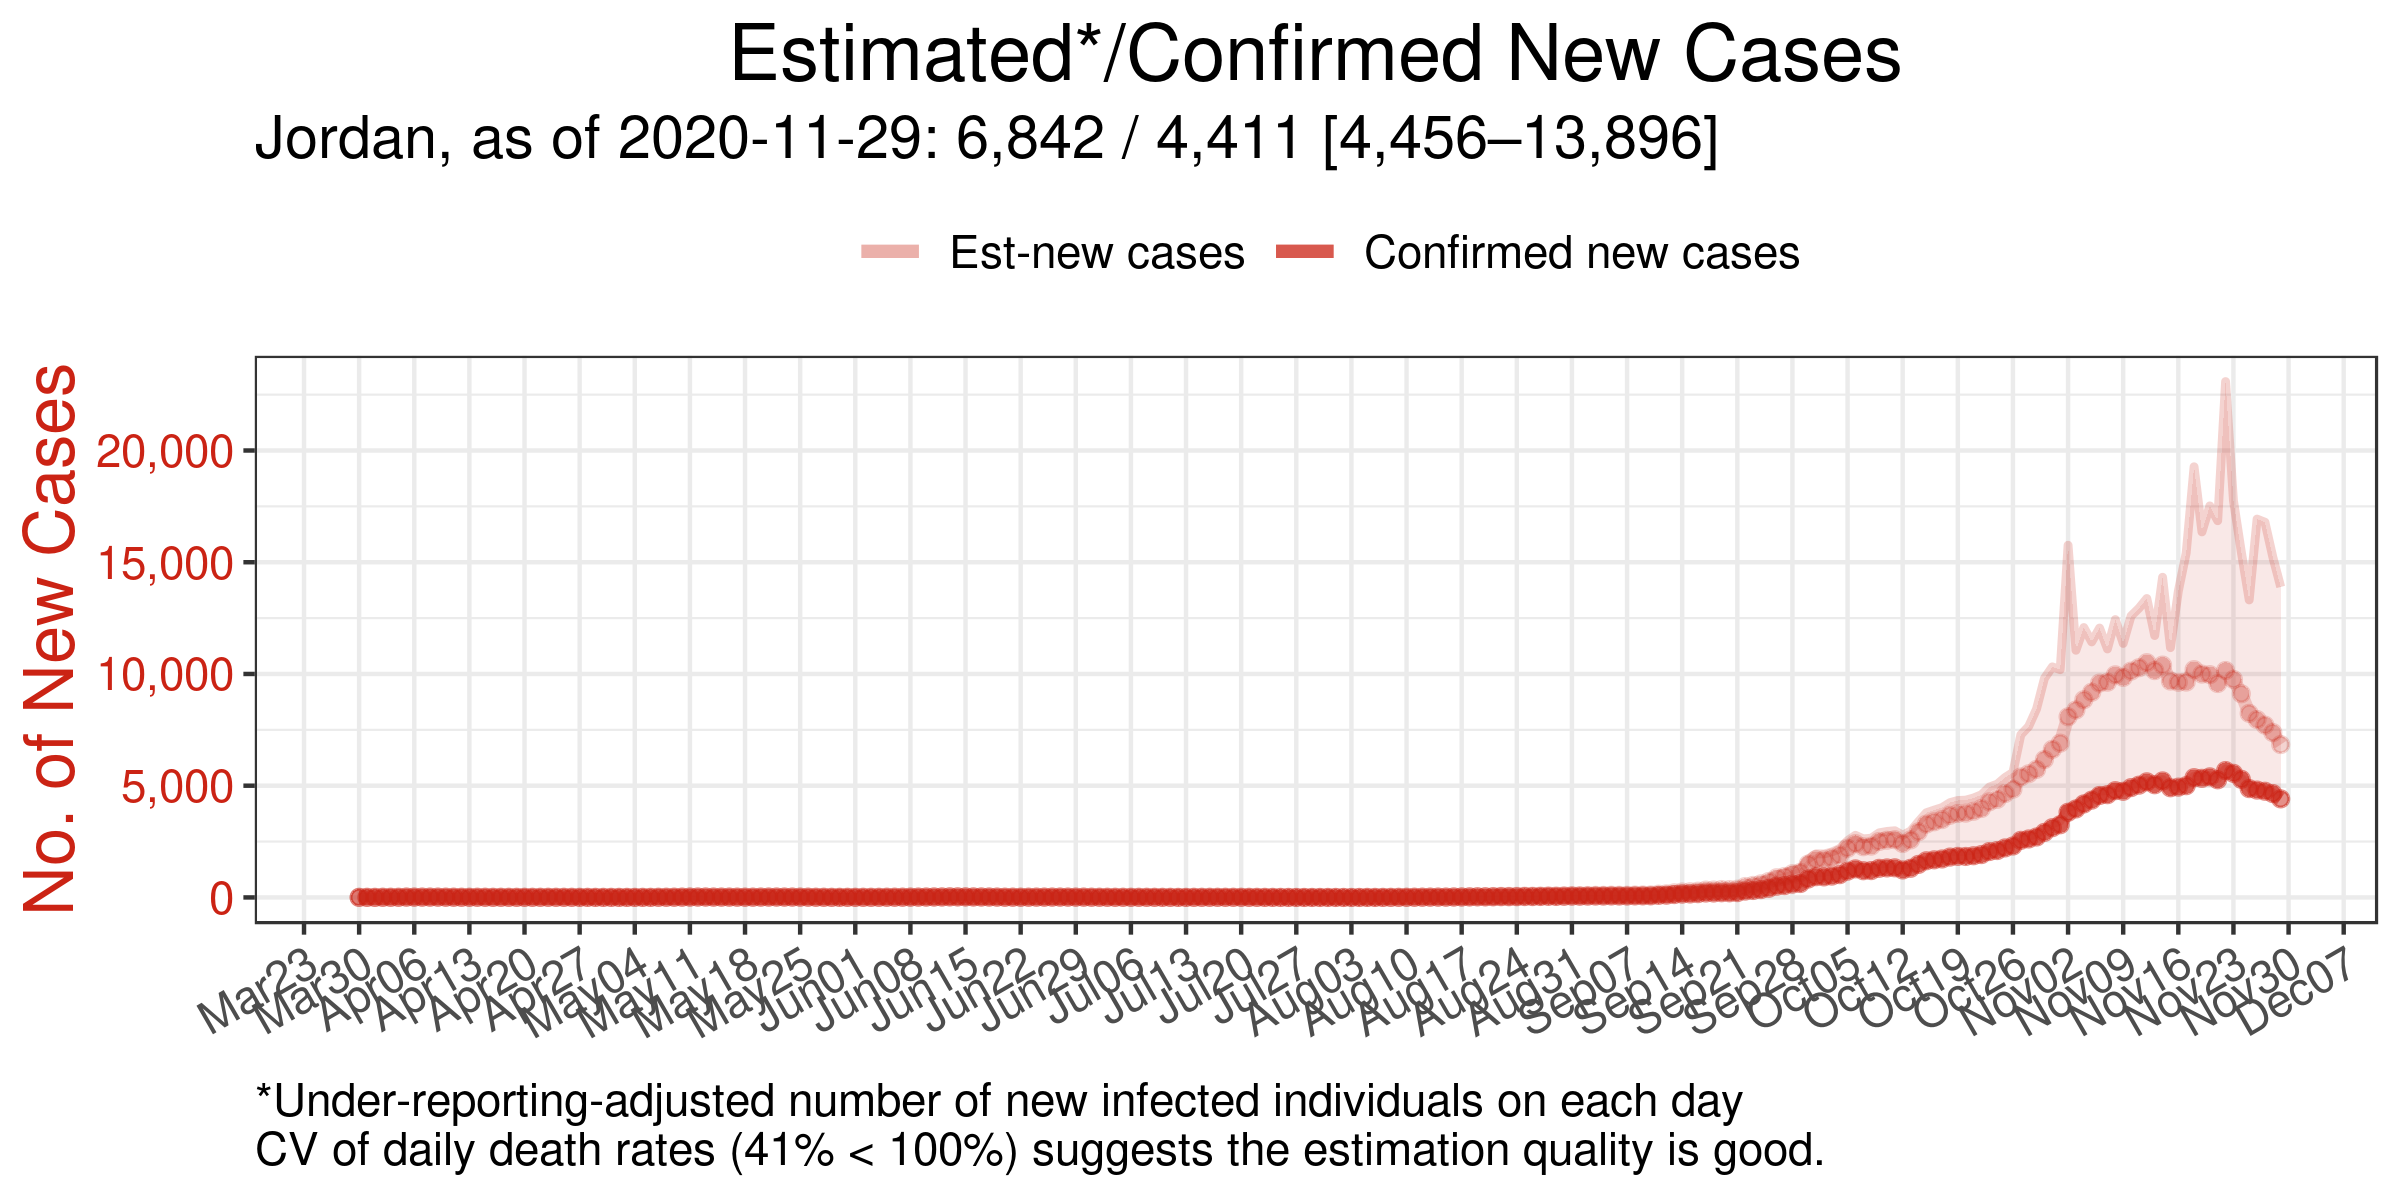 Estimated*/Confirmed New Cases
Jordan, as of 2020-11-29: 6,842 / 4,411 [4,456–13,896]
Est-new cases Confirmed new cases
No. of New Cases
20,000
15,000
10,000
5,000
0
Mar23 Mar30 Apr06 Apr13 Apr20 Apr27 May04 May11 May18 May25 Jun01 Jun08 Jun15 Jun22 Jun29 Jul06 Jul13 Jul20 Jul27 Aug03 Aug10 Aug17 Aug24 Aug31 Sep07 Sep14 Sep21 Sep28 Oct05 Oct12 Oct19 Oct26 Nov02 Nov09 Nov16 Nov23 Nov30 Dec07
*Under-reporting-adjusted number of new infected individuals on each day
CV of daily death rates (41% < 100%) suggests the estimation quality is good.